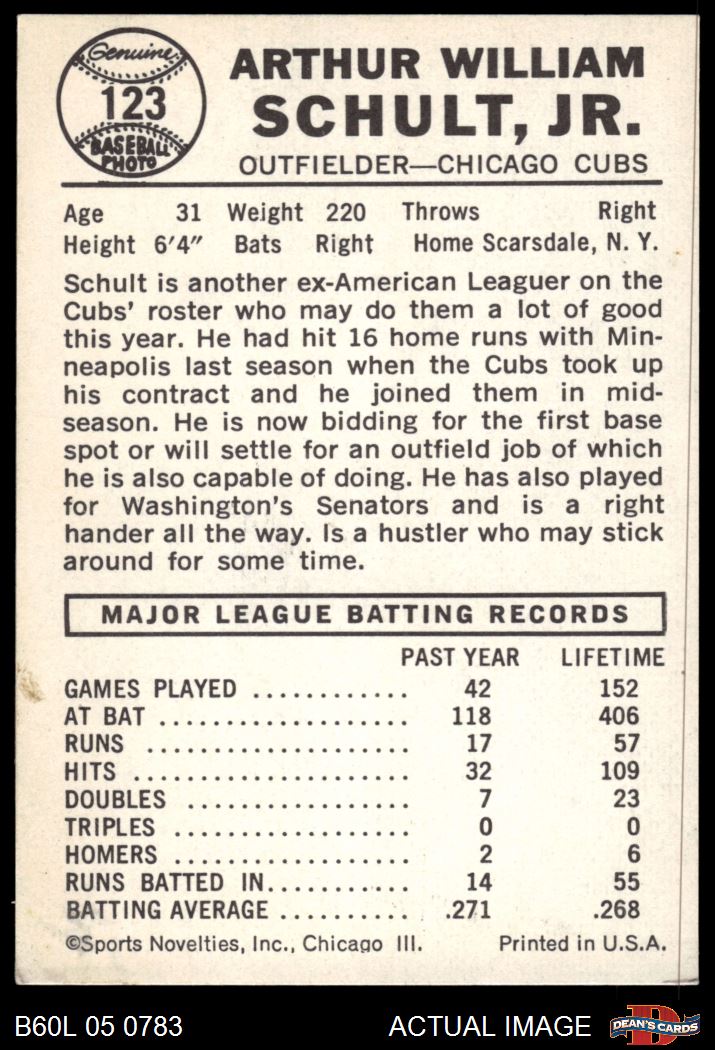 Genuine
123
BASEBALL
PHOTO
ARTHUR WILLIAM
SCHULT, JR.
OUTFIELDER—CHICAGO CUBS
Age 31 Weight 220 Throws Right
Height 6'4" Bats Right Home Scarsdale, N. Y.
Schult is another ex-American Leaguer on the
Cubs' roster who may do them a lot of good
this year. He had hit 16 home runs with Min-
neapolis last season when the Cubs took up
his contract and he joined them in mid-
season. He is now bidding for the first base
spot or will settle for an outfield job of which
he is also capable of doing. He has also played
for Washington's Senators and is a right
hander all the way. Is a hustler who may stick
around for some time.
MAJOR LEAGUE BATTING RECORDS
PAST YEAR LIFETIME
GAMES PLAYED ............ 42 152
AT BAT ................... 118 406
RUNS .................... 17 57
HITS ..................... 32 109
DOUBLES ................. 7 23
TRIPLES .................. 0 0
HOMERS .................. 2 6
RUNS BATTED IN........... 14 55
BATTING AVERAGE .......... .271 .268
©Sports Novelties, Inc., Chicago Ill. Printed in U.S.A.
B60L 05 0783 ACTUAL IMAGE D DEAN'S CARDS